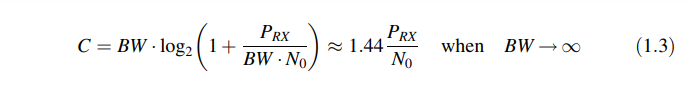 C = BW · log₂(1 + P_RX / (BW · N₀)) ≈ 1.44 P_RX / N₀ when BW → ∞ (1.3)